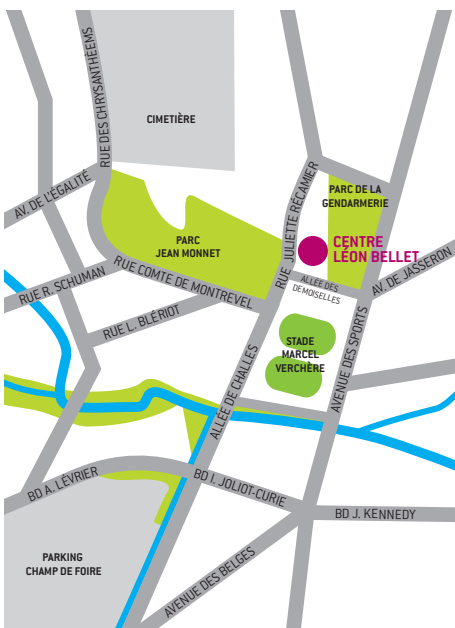 RUE DES CHRYSANTHÈEMS
CIMETIÈRE
AV. DE L'ÉGALITÉ
RUE JULIETTE RÉCAMIER
PARC DE LA
GENDARMERIE
PARC
JEAN MONNET
CENTRE
LÉON BELLET
RUE R. SCHUMAN
RUE COMTE DE MONTREVEL
ALLÉE DES
DEMOISELLES
AV. DE JASSERON
RUE L. BLÉRIOT
STADE
MARCEL
VERCHÈRE
AVENUE DES SPORTS
ALLÉE DE CHALLES
BD A. LÉVRIER
BD I. JOLIOT-CURIE
BD J. KENNEDY
PARKING
CHAMP DE FOIRE
AVENUE DES BELGES